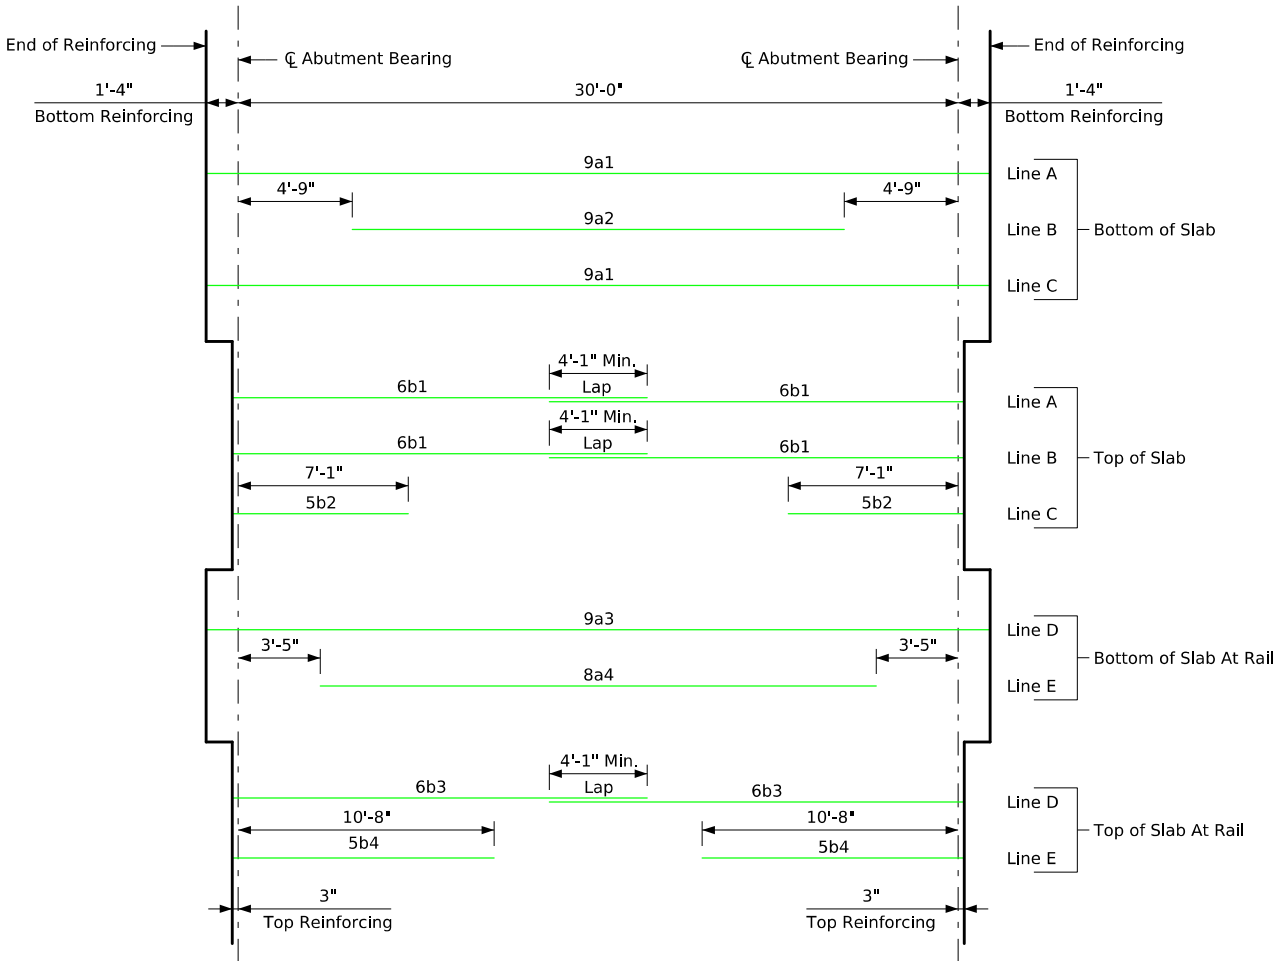 End of Reinforcing
℄ Abutment Bearing
℄ Abutment Bearing
End of Reinforcing
1'-4"
Bottom Reinforcing
30'-0"
1'-4"
Bottom Reinforcing
9a1
Line A
4'-9"
4'-9"
9a2
Line B
Bottom of Slab
9a1
Line C
4'-1" Min.
Lap
6b1
6b1
Line A
4'-1" Min.
Lap
6b1
6b1
Line B
Top of Slab
7'-1"
7'-1"
5b2
5b2
Line C
9a3
Line D
3'-5"
3'-5"
Bottom of Slab At Rail
8a4
Line E
4'-1" Min.
Lap
6b3
6b3
Line D
10'-8"
10'-8"
Top of Slab At Rail
5b4
5b4
Line E
3"
Top Reinforcing
3"
Top Reinforcing